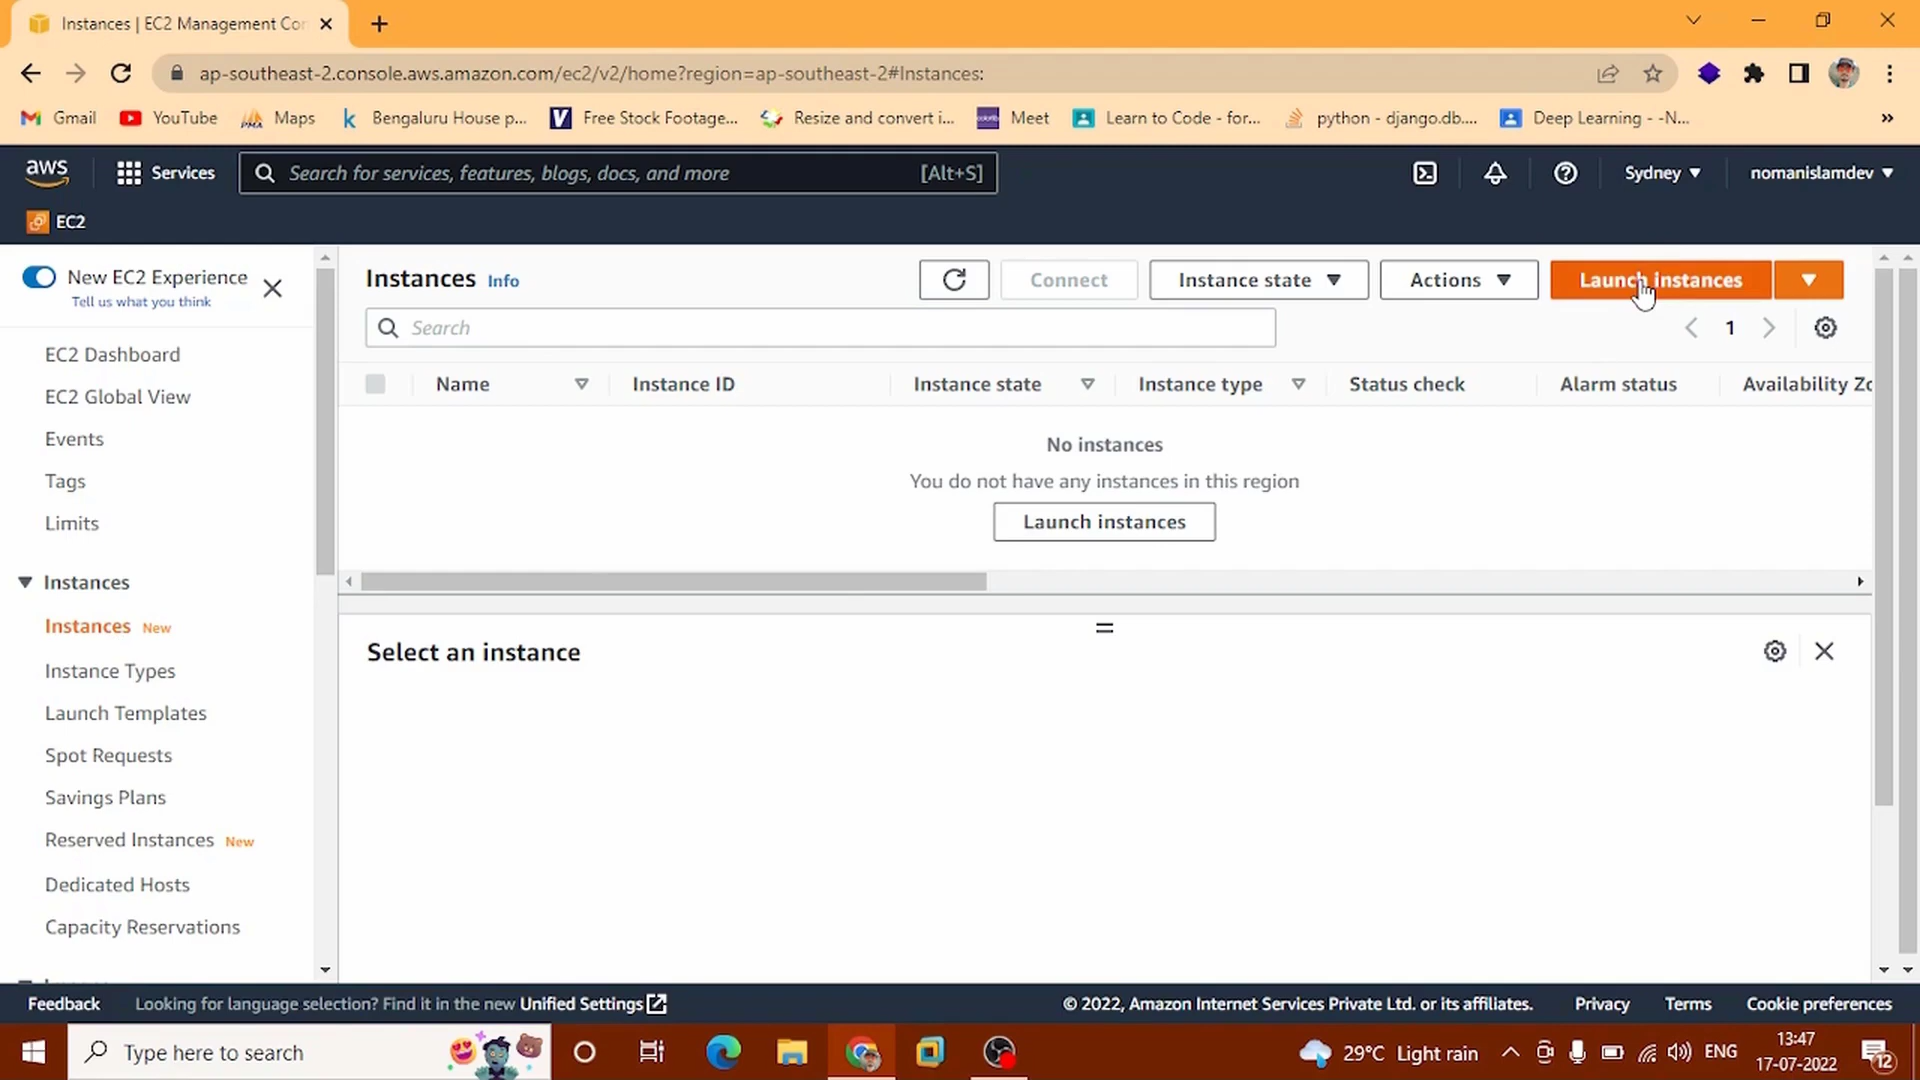 Instances | EC2 Management Con
ap-southeast-2.console.aws.amazon.com/ec2/v2/home?region=ap-southeast-2#Instances:
Gmail YouTube Maps Bengaluru House p... Free Stock Footage... Resize and convert i... Meet Learn to Code - for... python - django.db.... Deep Learning - -N... »
aws Services Search for services, features, blogs, docs, and more [Alt+S] Sydney nomanislamdev
EC2
New EC2 Experience
Tell us what you think
EC2 Dashboard
EC2 Global View
Events
Tags
Limits
Instances
Instances New
Instance Types
Launch Templates
Spot Requests
Savings Plans
Reserved Instances New
Dedicated Hosts
Capacity Reservations
Instances Info Connect Instance state Actions Launch instances
Search 1
Name Instance ID Instance state Instance type Status check Alarm status Availability Zo
No instances
You do not have any instances in this region
Launch instances
Select an instance
Feedback Looking for language selection? Find it in the new Unified Settings © 2022, Amazon Internet Services Private Ltd. or its affiliates. Privacy Terms Cookie preferences
Type here to search 29°C Light rain ENG 13:47
17-07-2022 12